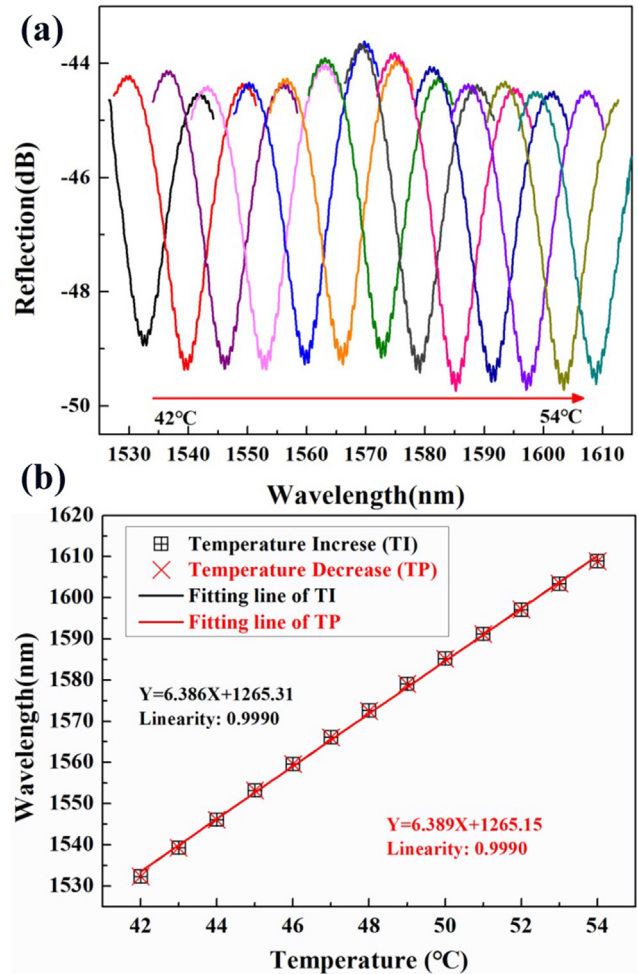 (a)
-44
-46
-48
-50
Reflection(dB)
42°C
54°C
1530 1540 1550 1560 1570 1580 1590 1600 1610
Wavelength(nm)
(b)
1620
1610
1600
1590
1580
1570
1560
1550
1540
1530
Wavelength(nm)
Temperature Increse (TI)
Temperature Decrease (TP)
Fitting line of TI
Fitting line of TP
Y=6.386X+1265.31
Linearity: 0.9990
Y=6.389X+1265.15
Linearity: 0.9990
42 44 46 48 50 52 54
Temperature (°C)